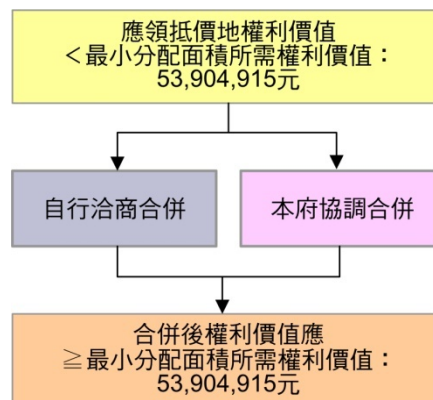 應領抵價地權利價值
＜最小分配面積所需權利價值：
53,904,915元
自行洽商合併
本府協調合併
合併後權利價值應
≧最小分配面積所需權利價值：
53,904,915元